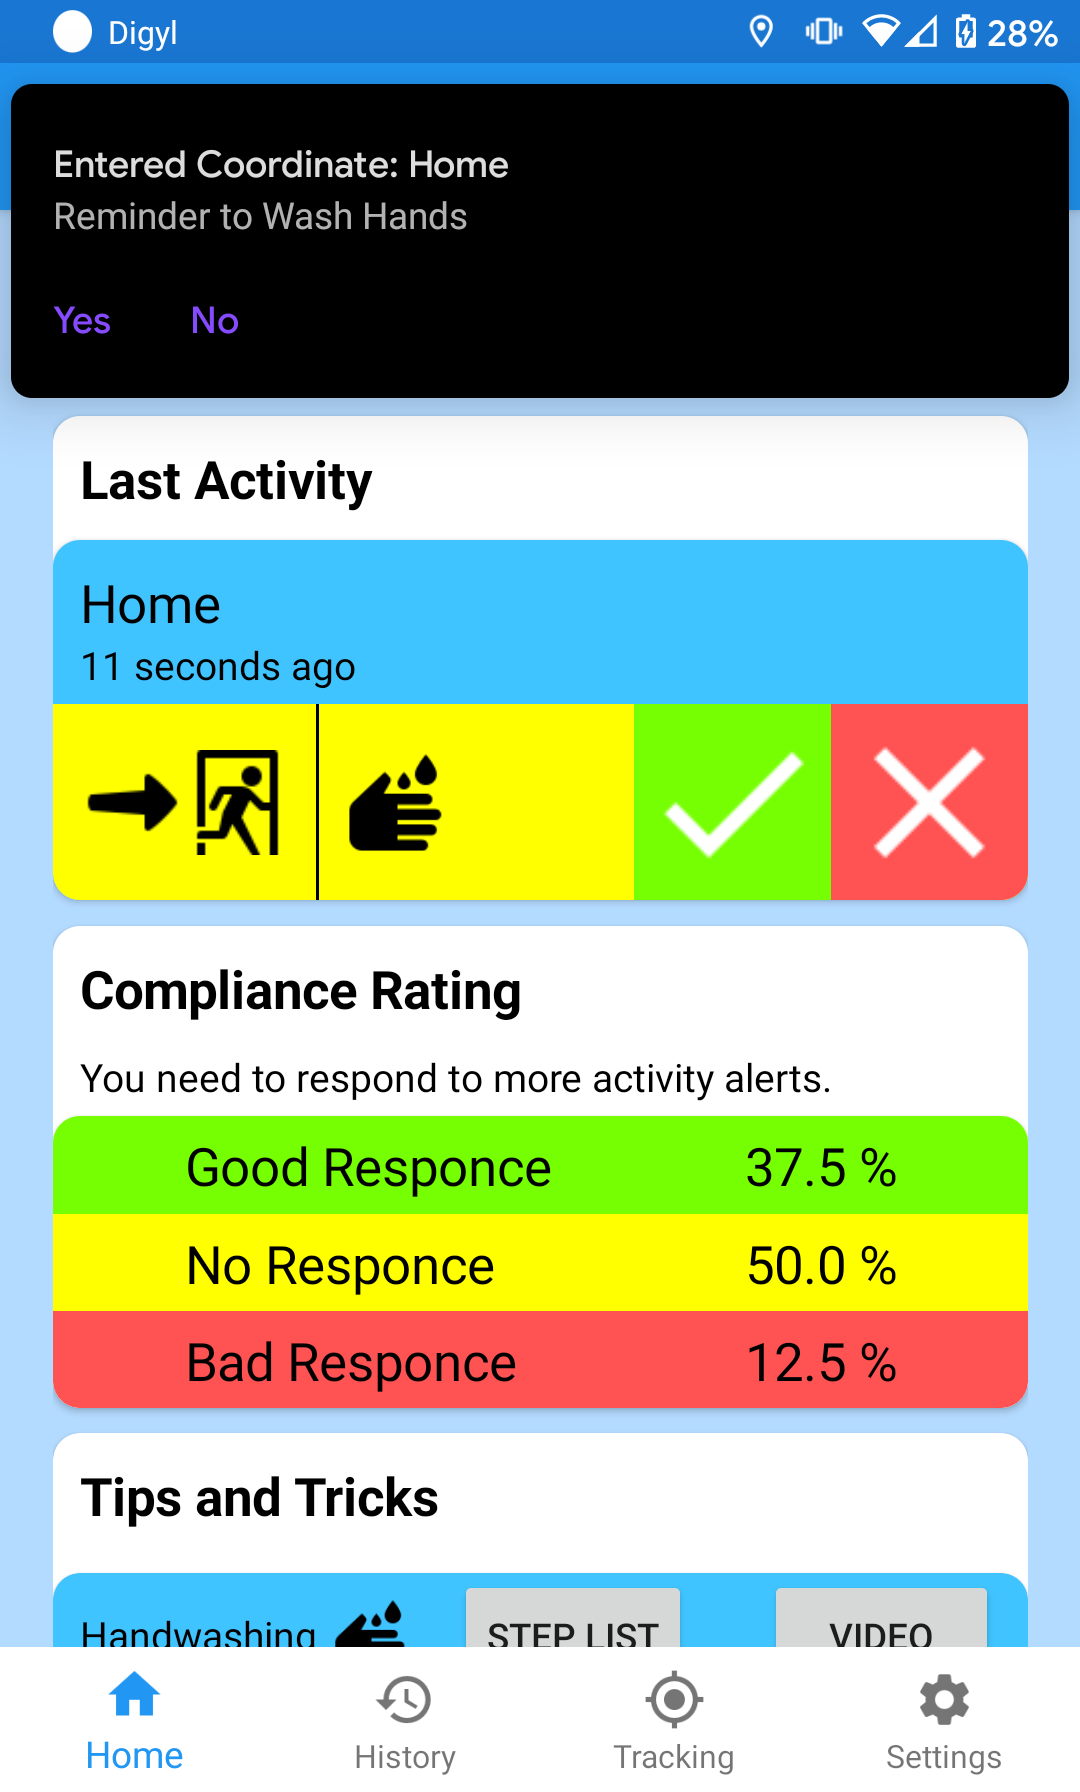 Digyl
28%
Entered Coordinate: Home
Reminder to Wash Hands
Yes No
Last Activity
Home
11 seconds ago
Compliance Rating
You need to respond to more activity alerts.
Good Responce 37.5 %
No Responce 50.0 %
Bad Responce 12.5 %
Tips and Tricks
Handwashing STEP LIST VIDEO
Home History Tracking Settings